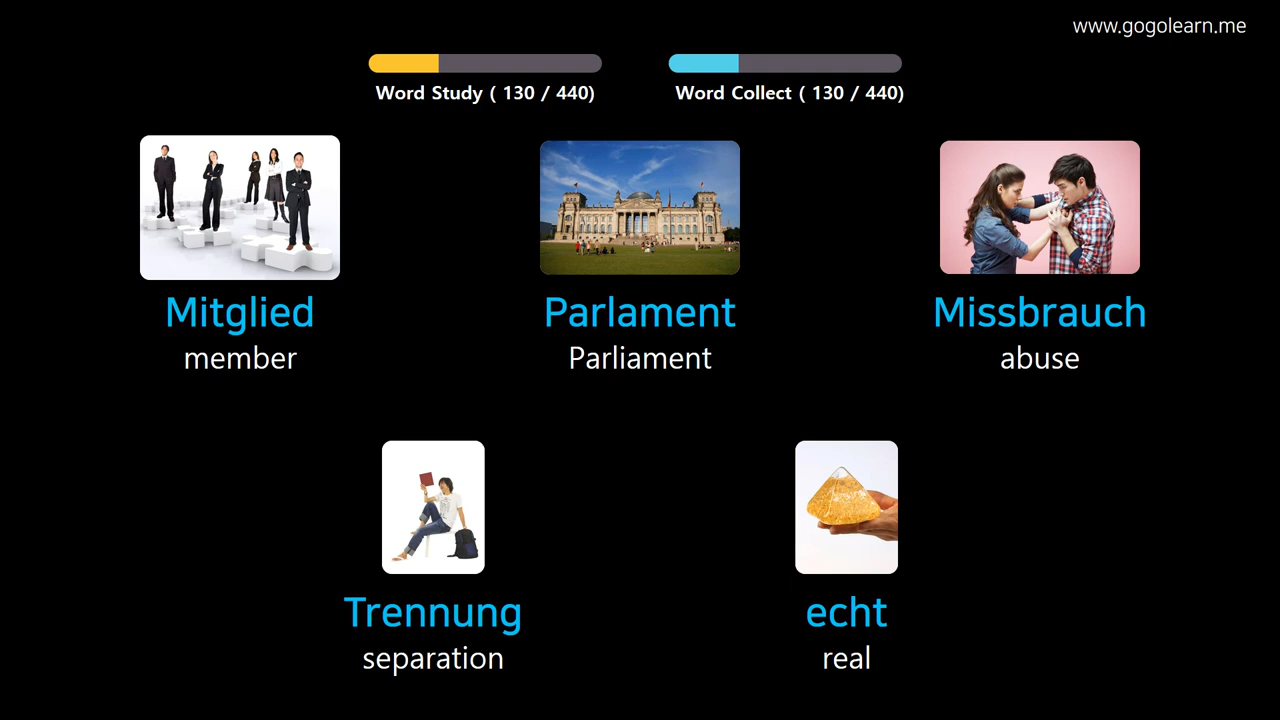 www.gogolearn.me
Word Study ( 130 / 440)
Word Collect ( 130 / 440)
Mitglied
member
Parlament
Parliament
Missbrauch
abuse
Trennung
separation
echt
real